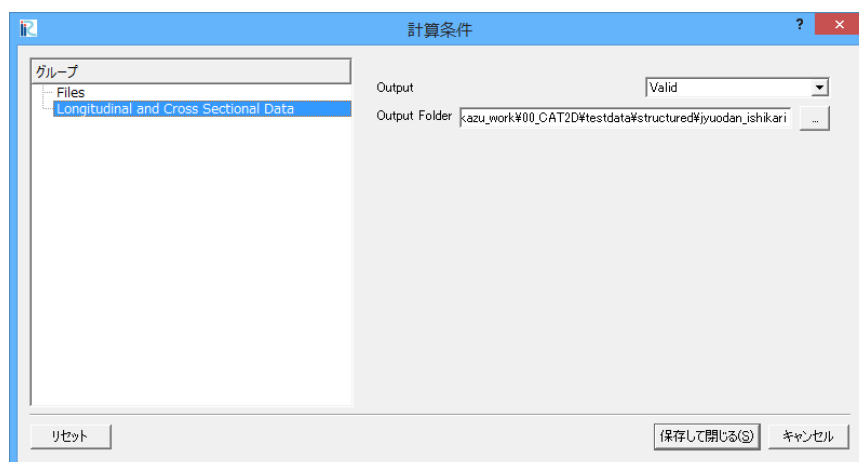 iRC
計算条件
?
×
グループ
Files
Longitudinal and Cross Sectional Data
Output
Valid
Output Folder
kazu_work¥00_CAT2D¥testdata¥structured¥jyuodan_ishikari
...
リセット
保存して閉じる(S)
キャンセル